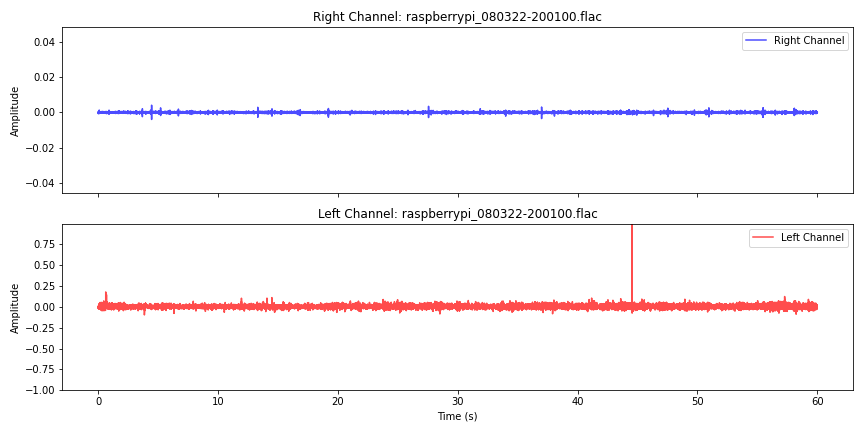 Right Channel: raspberrypi_080322-200100.flac
Right Channel
Amplitude
0.04
0.02
0.00
−0.02
−0.04
Left Channel: raspberrypi_080322-200100.flac
Left Channel
Amplitude
0.75
0.50
0.25
0.00
−0.25
−0.50
−0.75
−1.00
0 10 20 30 40 50 60
Time (s)